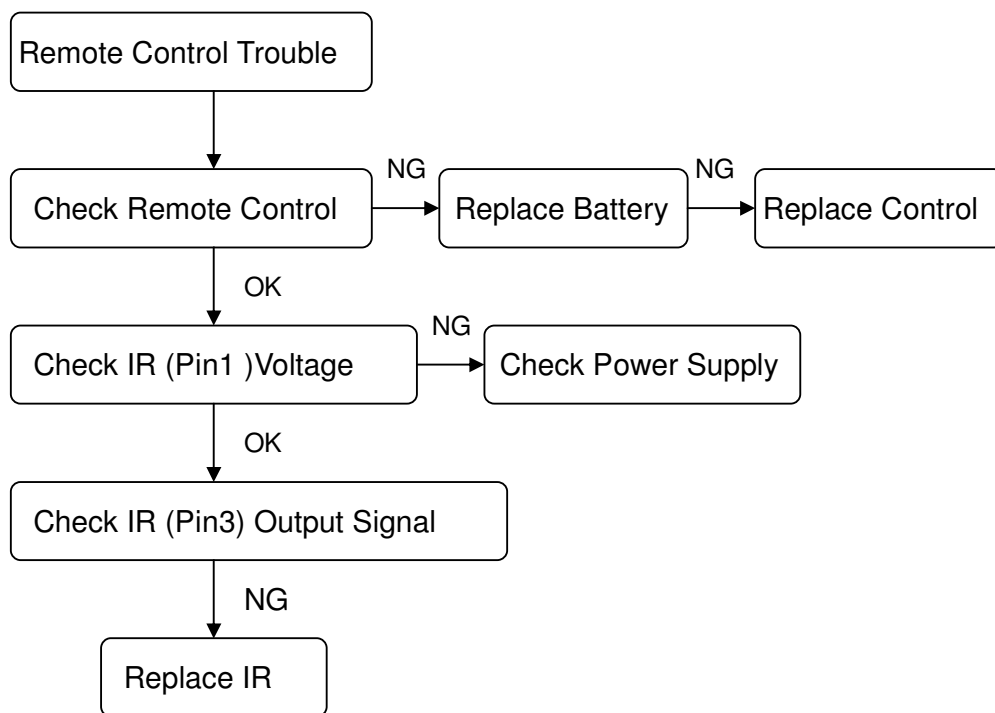 Remote Control Trouble
NG
NG
Check Remote Control
Replace Battery
Replace Control
OK
NG
Check IR (Pin1 )Voltage
Check Power Supply
OK
Check IR (Pin3) Output Signal
NG
Replace IR